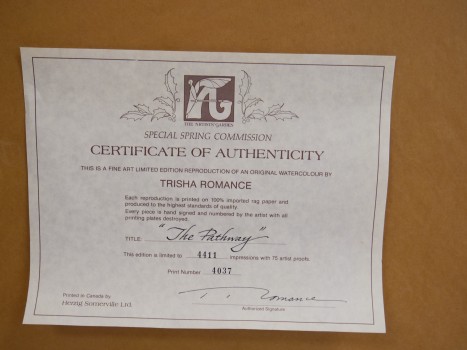 THE ARTISTS GARDEN
SPECIAL SPRING COMMISSION
CERTIFICATE OF AUTHENTICITY
THIS IS A FINE ART LIMITED EDITION REPRODUCTION OF AN ORIGINAL WATERCOLOUR BY
TRISHA ROMANCE
Each reproduction is printed on 100% imported rag paper and
produced to the highest standards of quality.
Every piece is hand signed and numbered by the artist with all
printing plates destroyed.
TITLE: "The Pathway"
This edition is limited to 4411 impressions with 75 artist proofs.
Print Number 4037
Printed in Canada by
Herzig Somerville Ltd.
T. Romance
Authorized Signature